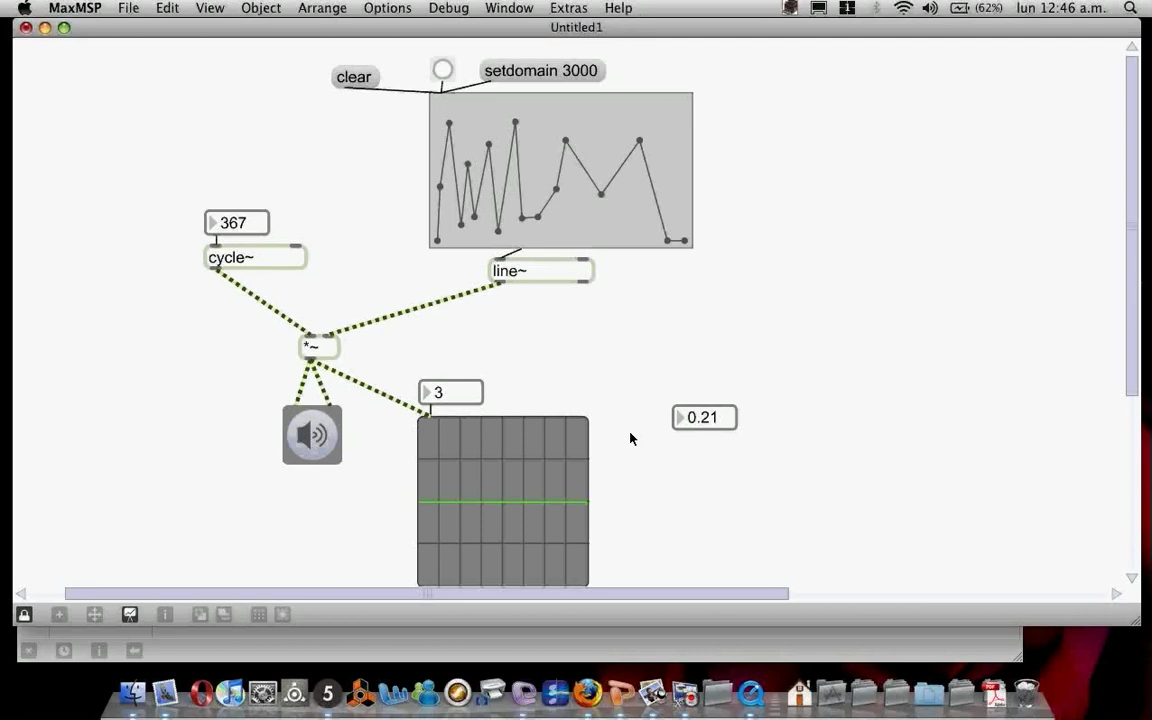 MaxMSP File Edit View Object Arrange Options Debug Window Extras Help 1 (62%) lun 12:46 a.m.
Untitled1
clear
setdomain 3000
367
cycle~
line~
*~
3
0.21
5